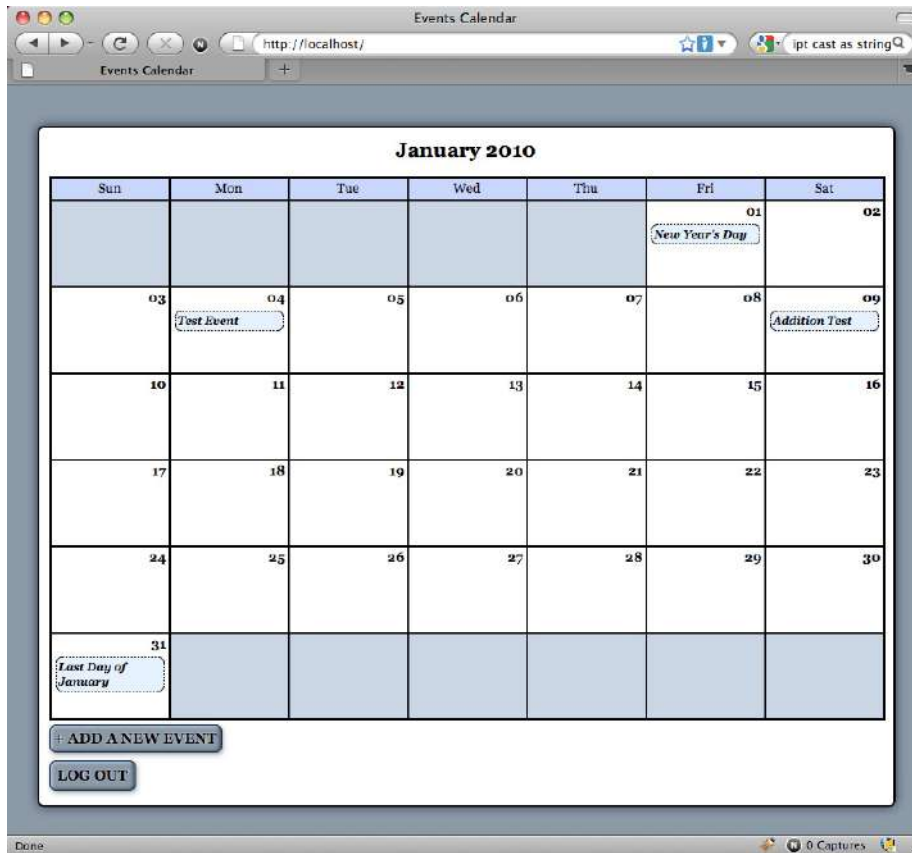 Events Calendar
http://localhost/
ipt cast as string
Events Calendar
+
January 2010
Sun Mon Tue Wed Thu Fri Sat
01 02
New Year's Day
03 04 05 06 07 08 09
Test Event Addition Test
10 11 12 13 14 15 16
17 18 19 20 21 22 23
24 25 26 27 28 29 30
31
Last Day of
January
+ ADD A NEW EVENT
LOG OUT
Done 0 Captures